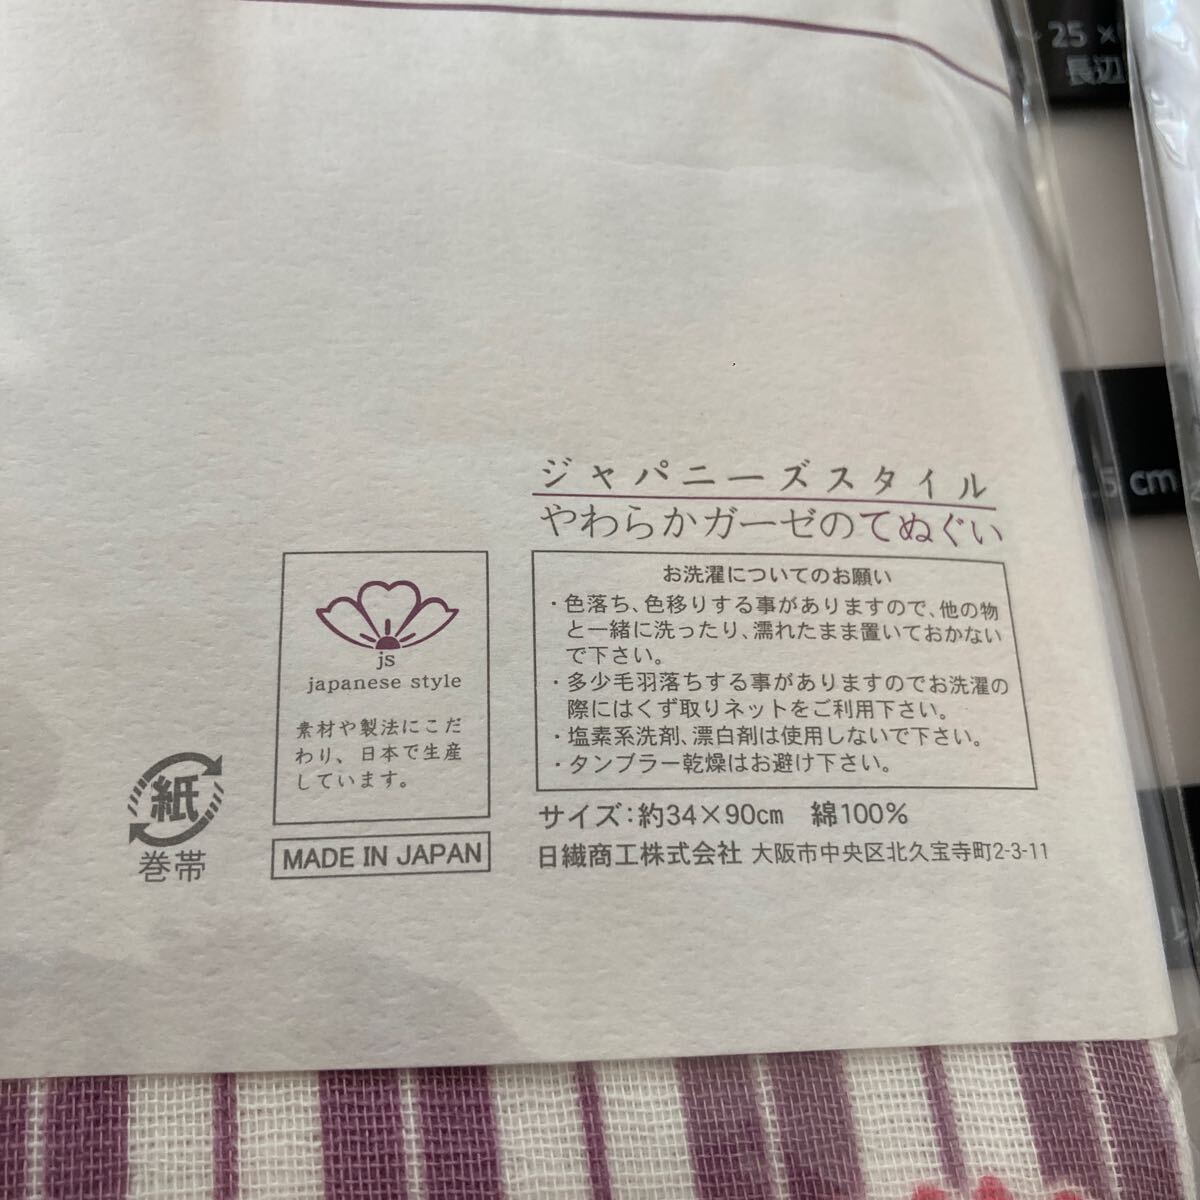 25 ×
長辺
.5 cm
ジャパニーズスタイル
やわらかガーゼのてぬぐい
js
japanese style
素材や製法にこだ
わり、日本で生産
しています。
MADE IN JAPAN
紙
巻帯
お洗濯についてのお願い
・色落ち、色移りする事がありますので、他の物
と一緒に洗ったり、濡れたまま置いておかない
で下さい。
・多少毛羽落ちする事がありますのでお洗濯の
際にはくず取りネットをご利用下さい。
・塩素系洗剤、漂白剤は使用しないで下さい。
・タンブラー乾燥はお避け下さい。
サイズ：約34×90cm 綿100%
日繊商工株式会社 大阪市中央区北久宝寺町2-3-11